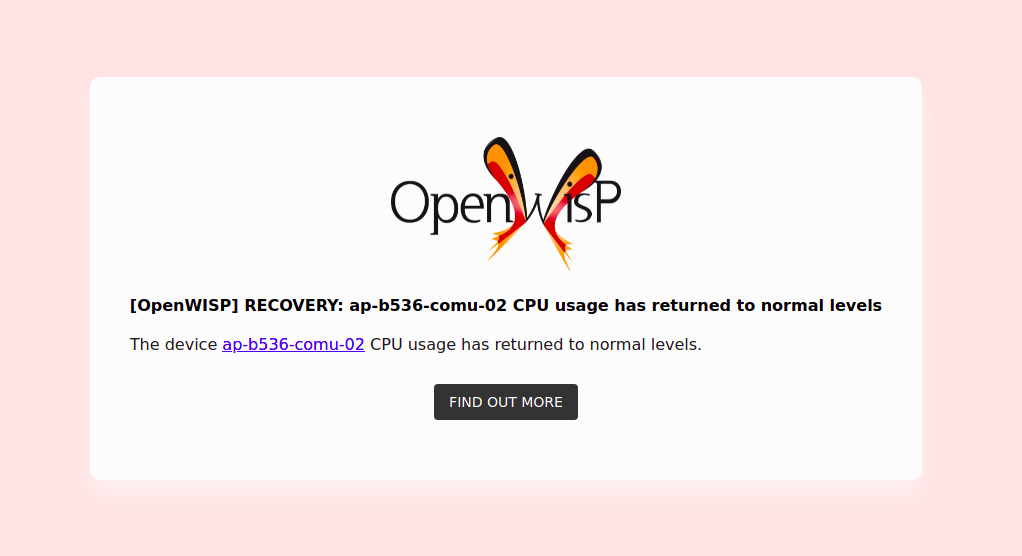 OpenWisP
[OpenWISP] RECOVERY: ap-b536-comu-02 CPU usage has returned to normal levels
The device ap-b536-comu-02 CPU usage has returned to normal levels.
FIND OUT MORE